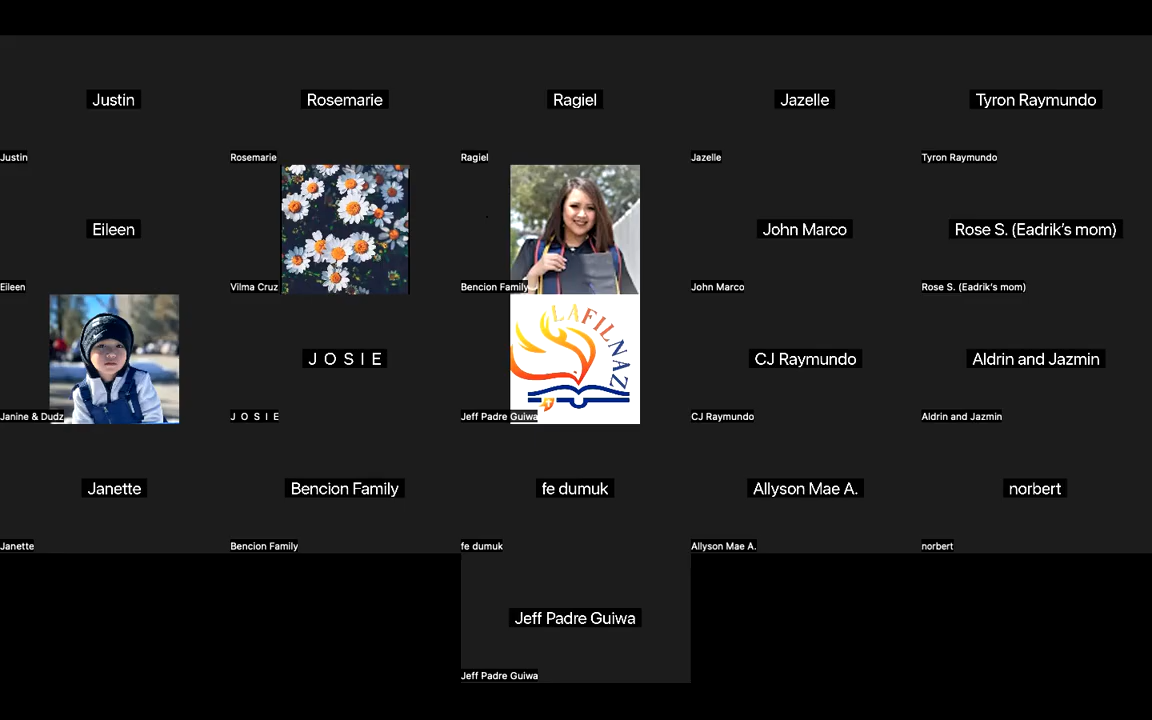 Justin
Rosemarie
Ragiel
Jazelle
Tyron Raymundo
Justin
Rosemarie
Ragiel
Jazelle
Tyron Raymundo
Eileen
John Marco
Rose S. (Eadrik's mom)
Eileen
Vilma Cruz
Bencion Family
John Marco
Rose S. (Eadrik's mom)
LAFILNAZ
J O S I E
CJ Raymundo
Aldrin and Jazmin
Janine & Dudz
J O S I E
Jeff Padre Guiwa
CJ Raymundo
Aldrin and Jazmin
Janette
Bencion Family
fe dumuk
Allyson Mae A.
norbert
Janette
Bencion Family
fe dumuk
Allyson Mae A.
norbert
Jeff Padre Guiwa
Jeff Padre Guiwa